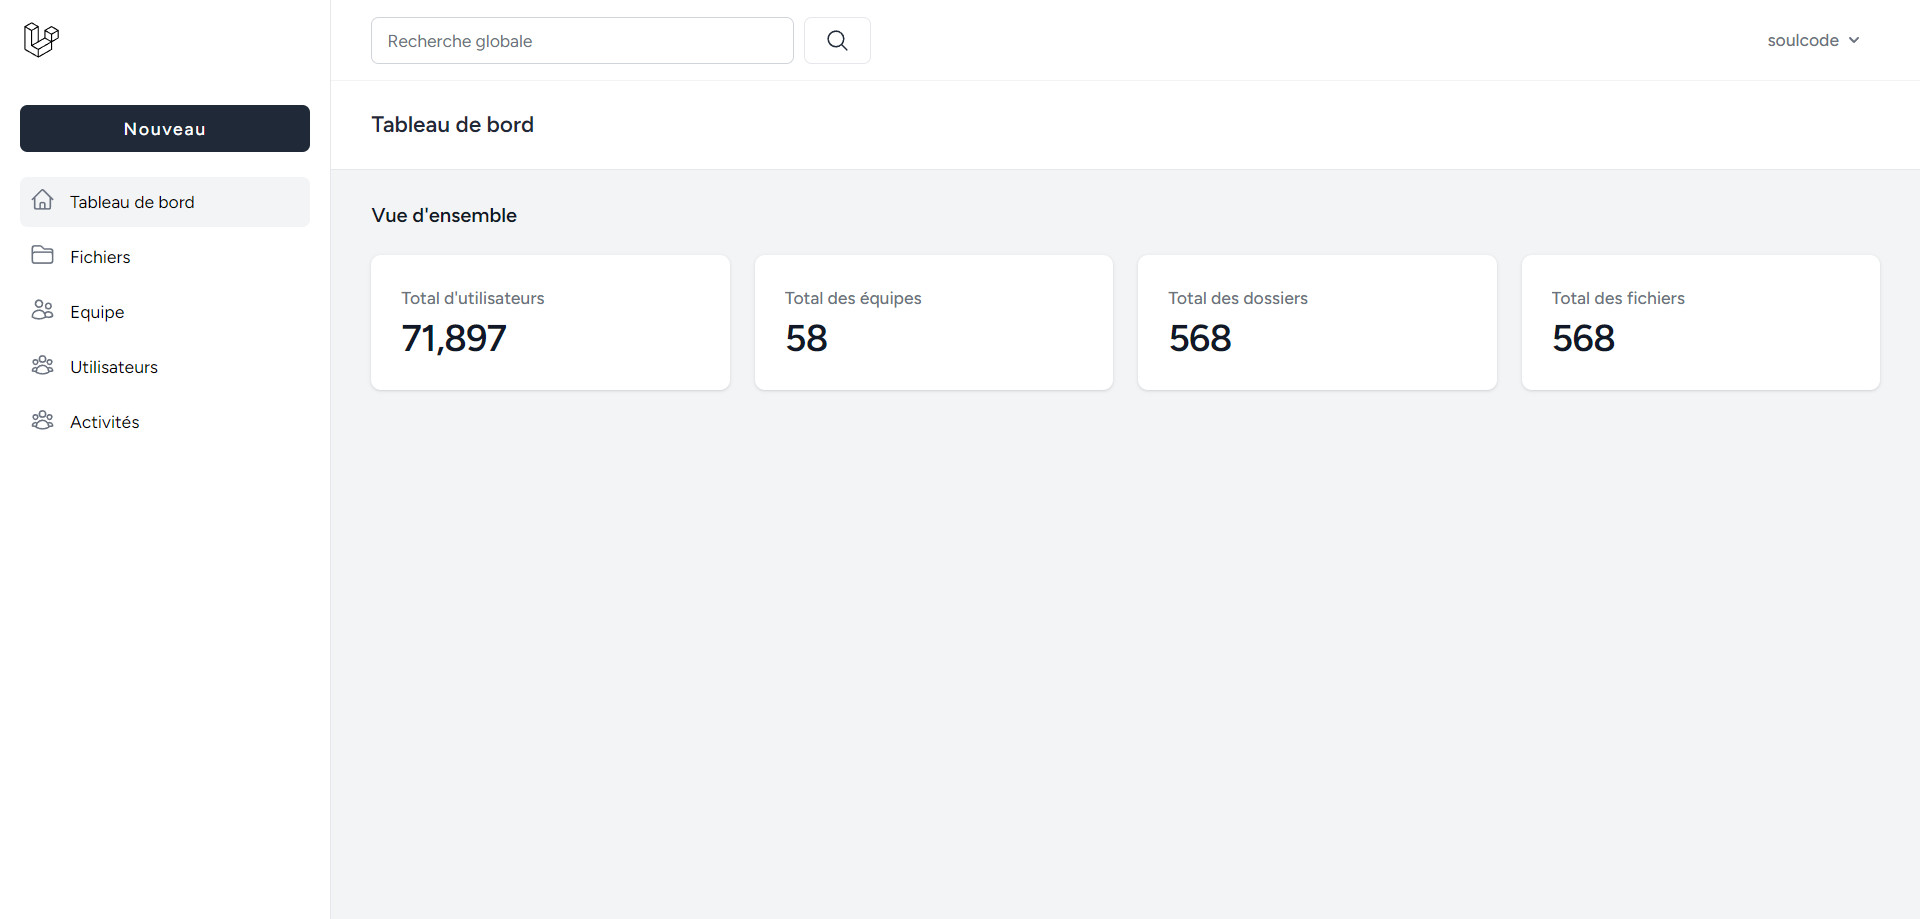 Recherche globale
soulcode
Nouveau
Tableau de bord
Fichiers
Equipe
Utilisateurs
Activités
Tableau de bord
Vue d'ensemble
Total d'utilisateurs
71,897
Total des équipes
58
Total des dossiers
568
Total des fichiers
568